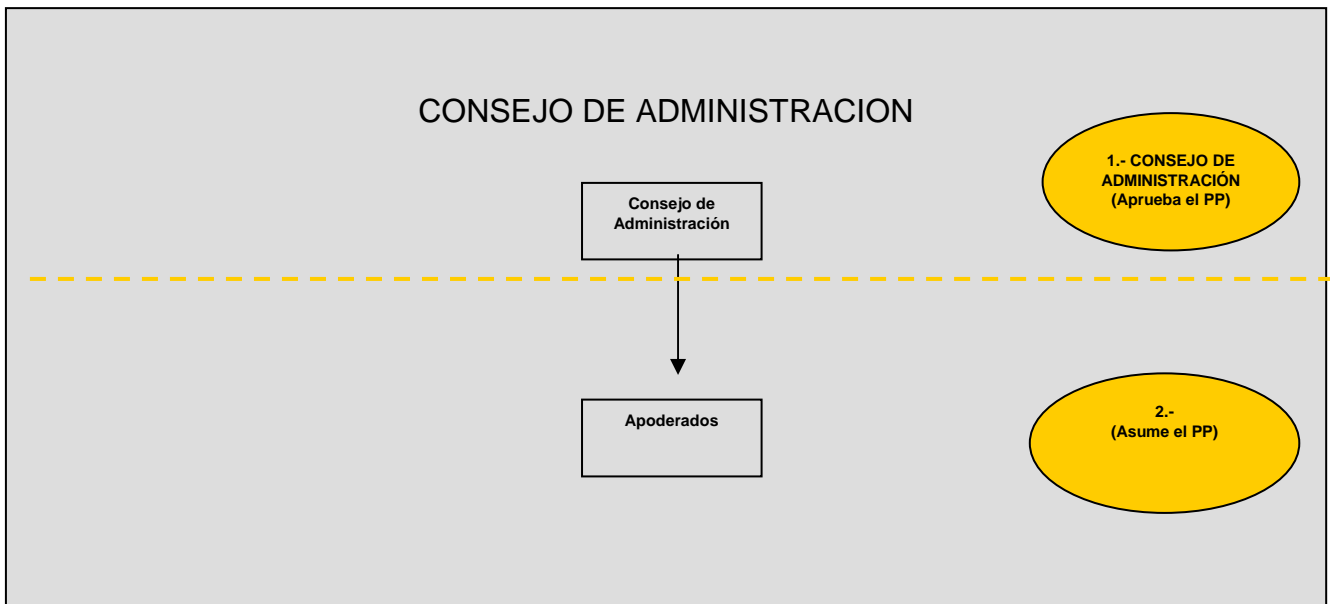 CONSEJO DE ADMINISTRACION
1.- CONSEJO DE
ADMINISTRACIÓN
(Aprueba el PP)
Consejo de
Administración
Apoderados
2.-
(Asume el PP)